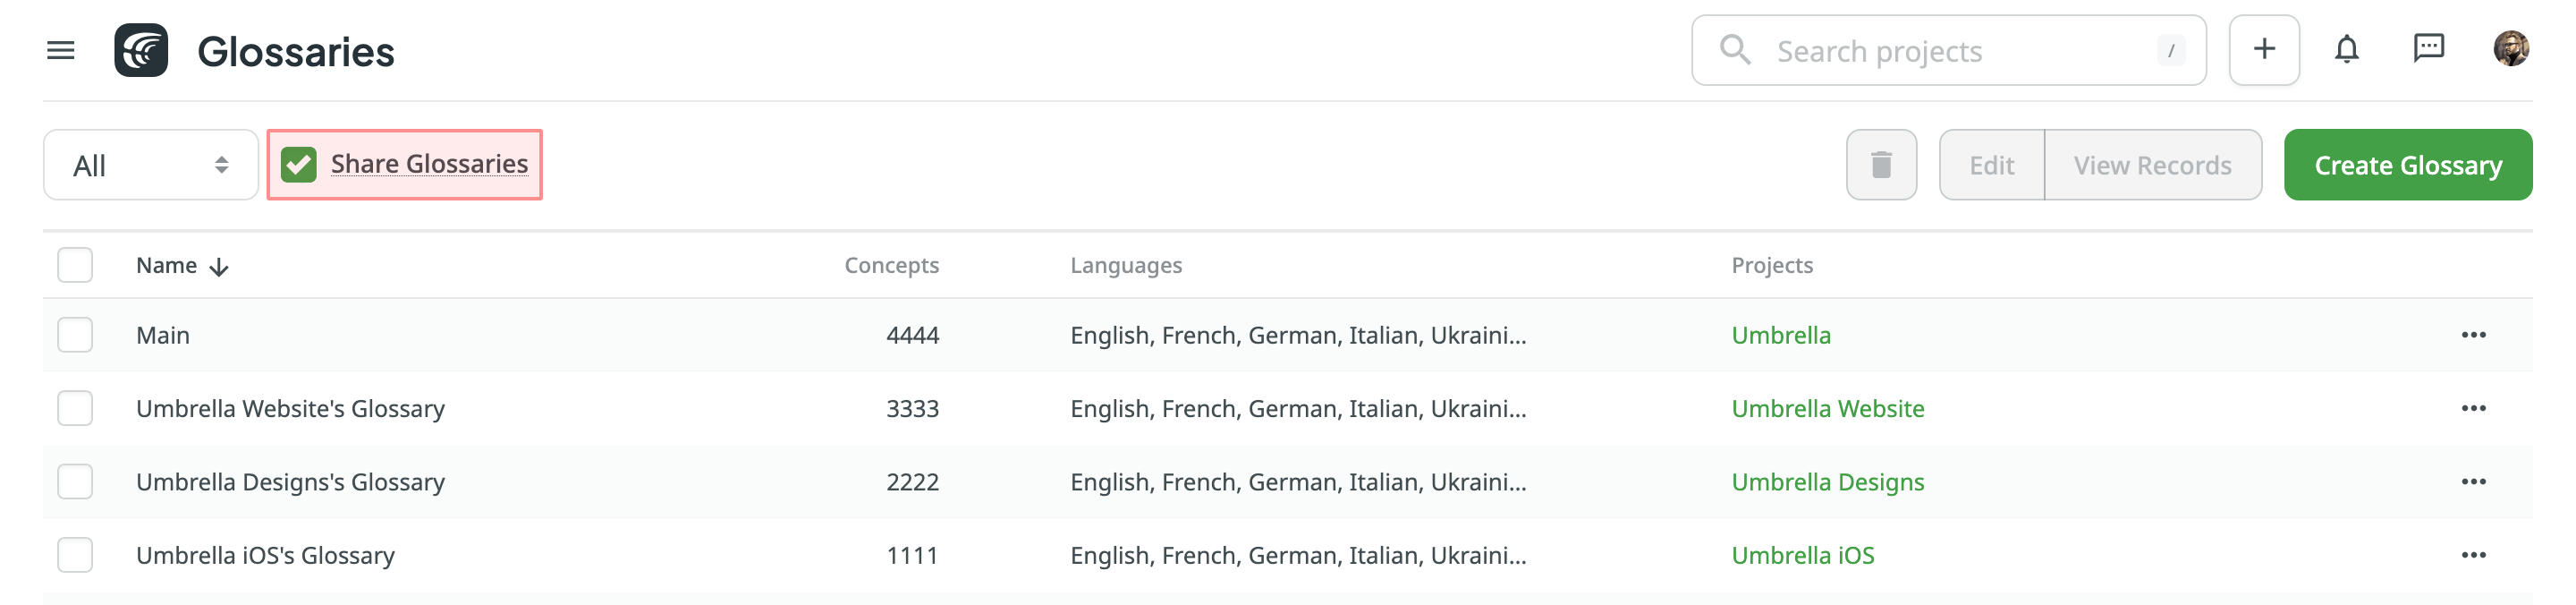 Glossaries
Search projects /
All Share Glossaries Edit View Records Create Glossary
Name Concepts Languages Projects
Main 4444 English, French, German, Italian, Ukraini... Umbrella
Umbrella Website's Glossary 3333 English, French, German, Italian, Ukraini... Umbrella Website
Umbrella Designs's Glossary 2222 English, French, German, Italian, Ukraini... Umbrella Designs
Umbrella iOS's Glossary 1111 English, French, German, Italian, Ukraini... Umbrella iOS